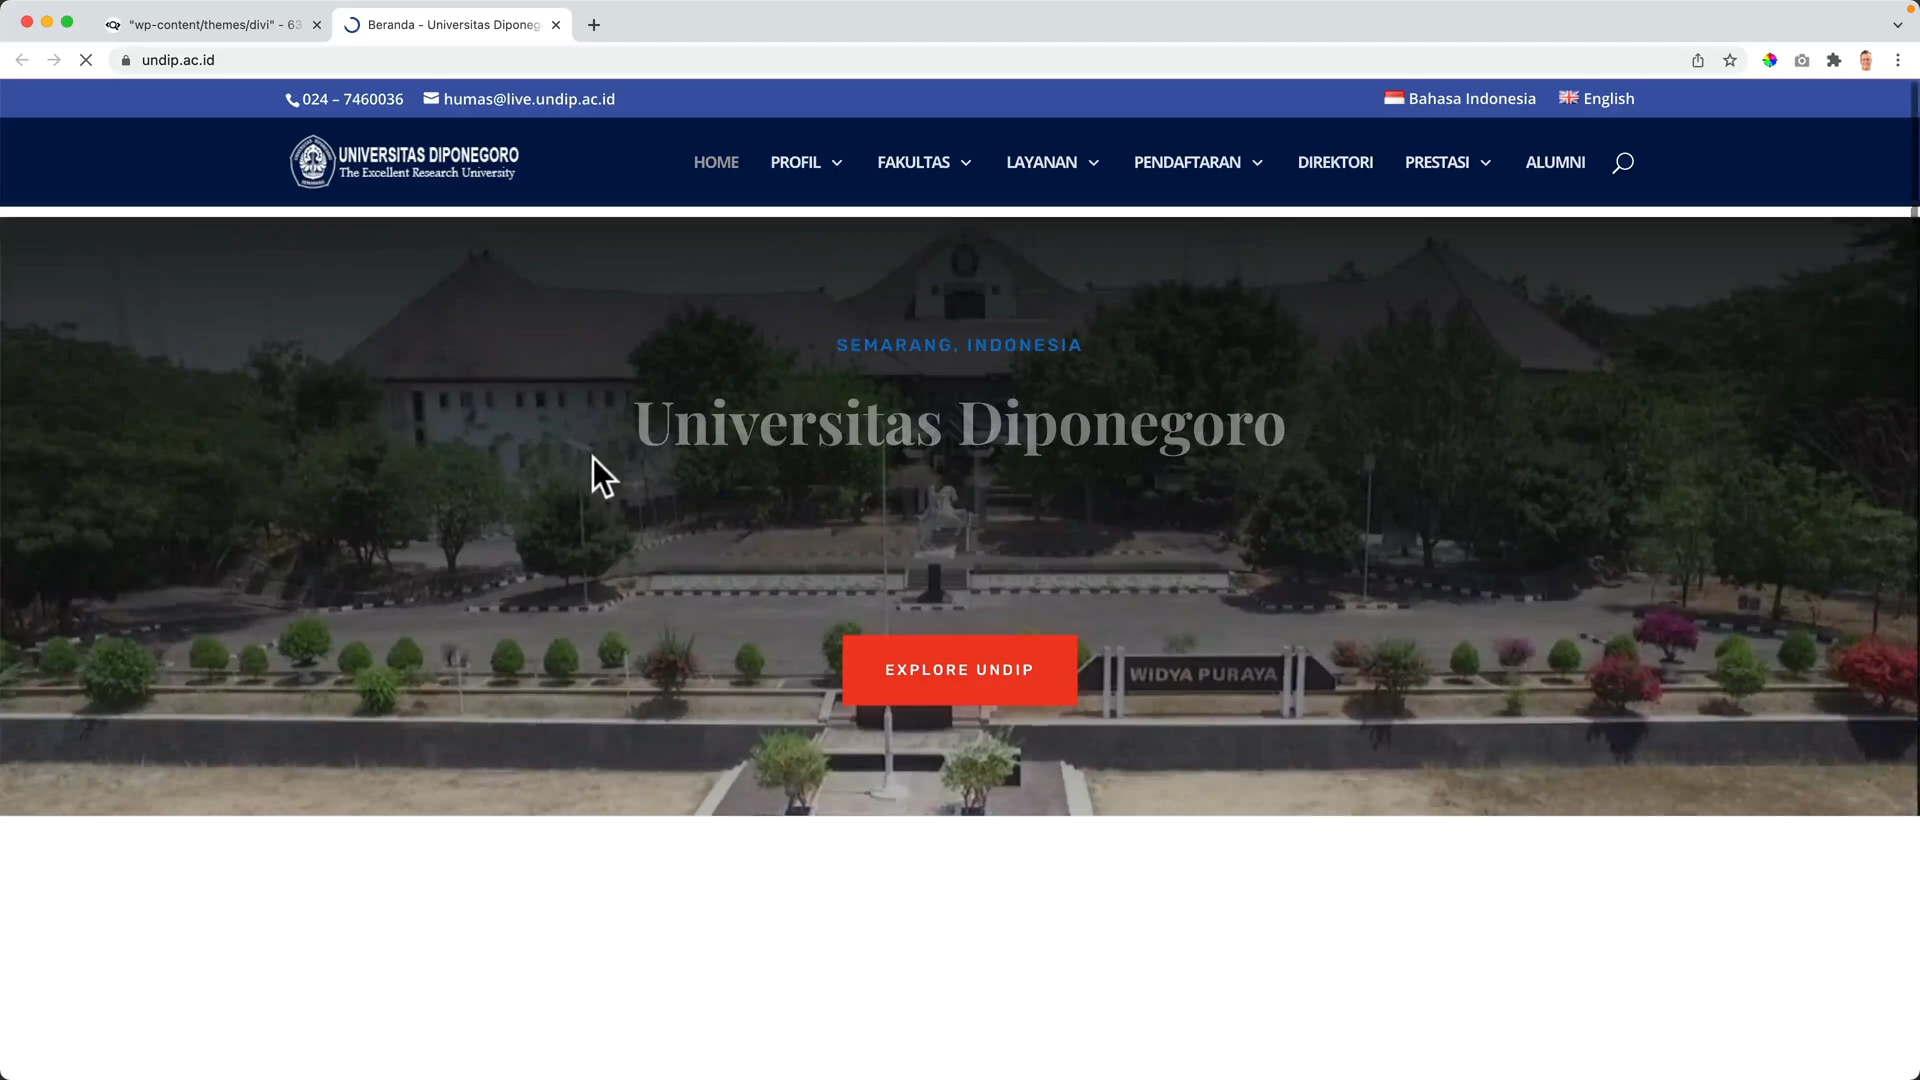 "wp-content/themes/divi" - 63
Beranda - Universitas Diponeg
undip.ac.id
024 – 7460036
humas@live.undip.ac.id
Bahasa Indonesia
English
UNIVERSITAS DIPONEGORO
The Excellent Research University
HOME
PROFIL
FAKULTAS
LAYANAN
PENDAFTARAN
DIREKTORI
PRESTASI
ALUMNI
SEMARANG, INDONESIA
Universitas Diponegoro
EXPLORE UNDIP
WIDYA PURAYA